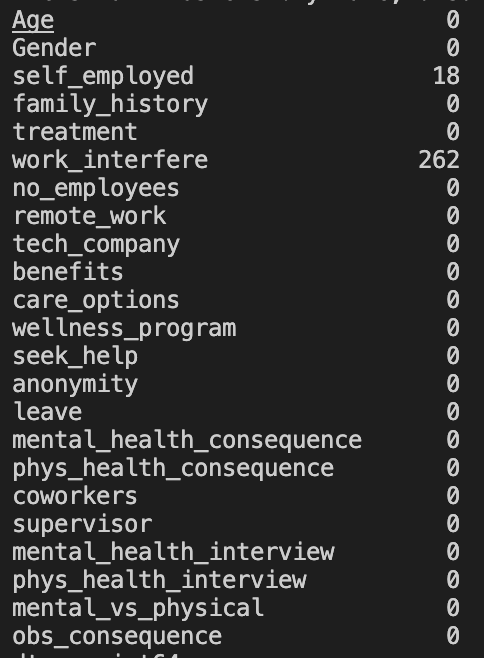 Age 0
Gender 0
self_employed 18
family_history 0
treatment 0
work_interfere 262
no_employees 0
remote_work 0
tech_company 0
benefits 0
care_options 0
wellness_program 0
seek_help 0
anonymity 0
leave 0
mental_health_consequence 0
phys_health_consequence 0
coworkers 0
supervisor 0
mental_health_interview 0
phys_health_interview 0
mental_vs_physical 0
obs_consequence 0